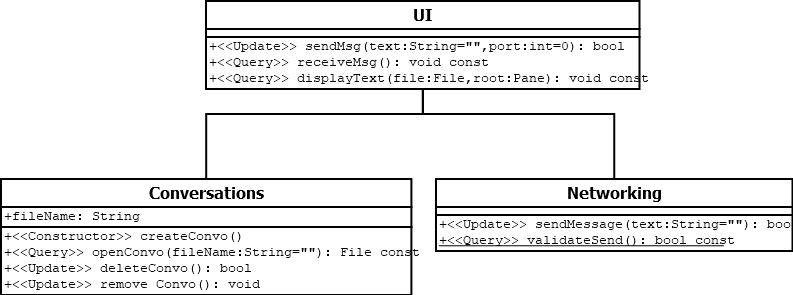 UI
+<<Update>> sendMsg(text:String="",port:int=0): bool
+<<Query>> receiveMsg(): void const
+<<Query>> displayText(file:File,root:Pane): void const
Conversations
+fileName: String
+<<Constructor>> createConvo()
+<<Query>> openConvo(fileName:String=""): File const
+<<Update>> deleteConvo(): bool
+<<Update>> remove Convo(): void
Networking
+<<Update>> sendMessage(text:String=""): boo
+<<Query>> validateSend(): bool const